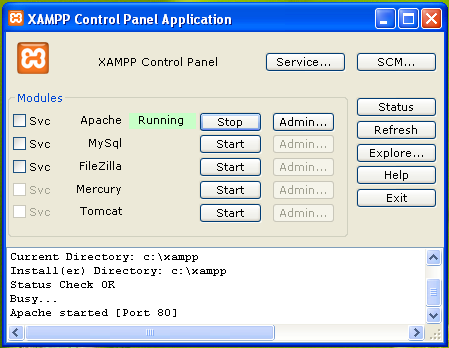 XAMPP Control Panel Application
XAMPP Control Panel
Service...
SCM...
Modules
Svc Apache Running Stop Admin...
Svc MySql Start Admin...
Svc FileZilla Start Admin...
Svc Mercury Start Admin...
Svc Tomcat Start Admin...
Status
Refresh
Explore...
Help
Exit
Current Directory: c:\xampp
Install(er) Directory: c:\xampp
Status Check OK
Busy...
Apache started [Port 80]